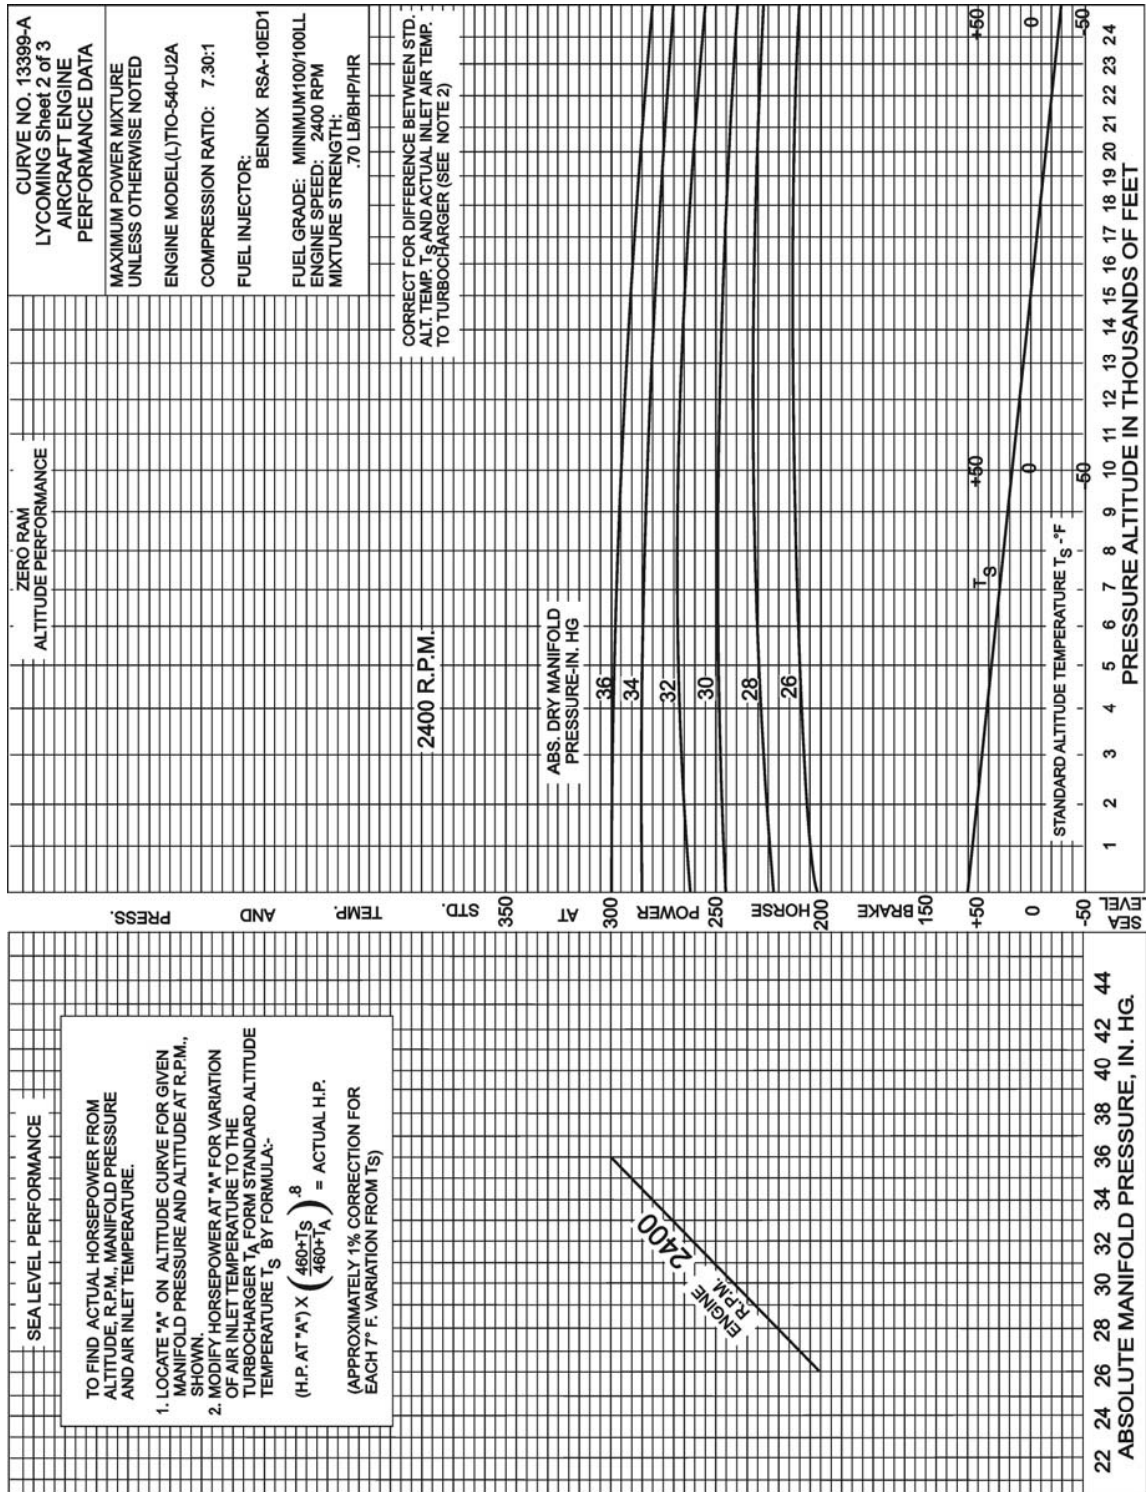 SEA LEVEL PERFORMANCE
TO FIND ACTUAL HORSEPOWER FROM
ALTITUDE, R.P.M., MANIFOLD PRESSURE
AND AIR INLET TEMPERATURE.
1. LOCATE "A" ON ALTITUDE CURVE FOR GIVEN
MANIFOLD PRESSURE AND ALTITUDE AT R.P.M.,
SHOWN.
2. MODIFY HORSEPOWER AT "A" FOR VARIATION
OF AIR INLET TEMPERATURE TO THE
TURBOCHARGER TA FORM STANDARD ALTITUDE
TEMPERATURE TS BY FORMULA:-
(H.P. AT "A") X (460+TS / 460+TA) .8 = ACTUAL H.P.
(APPROXIMATELY 1% CORRECTION FOR
EACH 7° F. VARIATION FROM TS)
ENGINE 2400
R.P.M.
22 24 26 28 30 32 34 36 38 40 42 44
ABSOLUTE MANIFOLD PRESSURE, IN. HG.
BRAKE HORSE POWER AT STD. TEMP. AND PRESS.
350
300
250
200
150
+50
0
-50
SEA
LEVEL
ZERO RAM
ALTITUDE PERFORMANCE
CURVE NO. 13399-A
LYCOMING Sheet 2 of 3
AIRCRAFT ENGINE
PERFORMANCE DATA
MAXIMUM POWER MIXTURE
UNLESS OTHERWISE NOTED
ENGINE MODEL(L)TIO-540-U2A
COMPRESSION RATIO: 7.30:1
FUEL INJECTOR:
BENDIX RSA-10ED1
FUEL GRADE: MINIMUM100/100LL
ENGINE SPEED: 2400 RPM
MIXTURE STRENGTH:
.70 LB/BHP/HR
CORRECT FOR DIFFERENCE BETWEEN STD.
ALT. TEMP. TS AND ACTUAL INLET AIR TEMP.
TO TURBOCHARGER (SEE NOTE 2)
2400 R.P.M.
ABS. DRY MANIFOLD
PRESSURE-IN. HG
36
34
32
30
28
26
TS
+50
0
-50
+50
0
-50
STANDARD ALTITUDE TEMPERATURE TS -°F
1 2 3 4 5 6 7 8 9 10 11 12 13 14 15 16 17 18 19 20 21 22 23 24
PRESSURE ALTITUDE IN THOUSANDS OF FEET